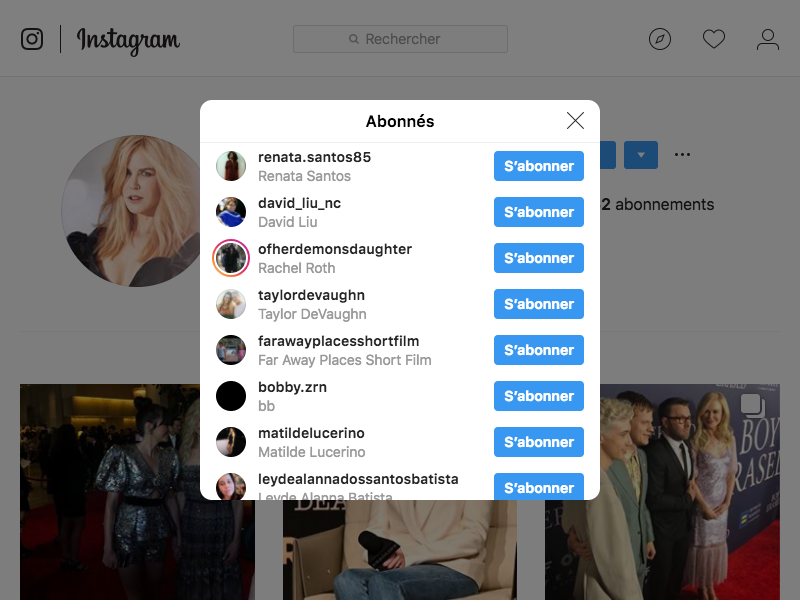 Instagram
Rechercher
Abonnés
renata.santos85
Renata Santos
S'abonner
david_liu_nc
David Liu
S'abonner
ofherdemonsdaughter
Rachel Roth
S'abonner
taylordevaughn
Taylor DeVaughn
S'abonner
farawayplacesshortfilm
Far Away Places Short Film
S'abonner
bobby.zrn
bb
S'abonner
matildelucerino
Matilde Lucerino
S'abonner
leydealannadossantosbatista
Leyde Alanna Batista
S'abonner
2 abonnements
BOY